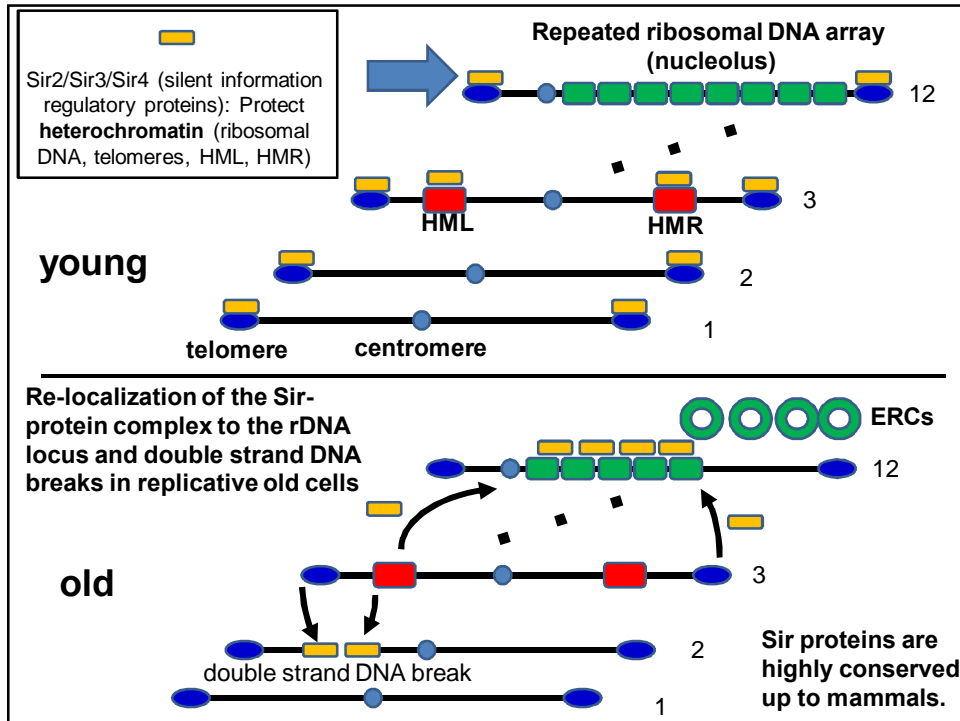 Sir2/Sir3/Sir4 (silent information
regulatory proteins): Protect
heterochromatin (ribosomal
DNA, telomeres, HML, HMR)
Repeated ribosomal DNA array
(nucleolus)
12
3
HML
HMR
young
2
1
telomere
centromere
Re-localization of the Sir-
protein complex to the rDNA
locus and double strand DNA
breaks in replicative old cells
ERCs
12
old
3
2
double strand DNA break
1
Sir proteins are
highly conserved
up to mammals.